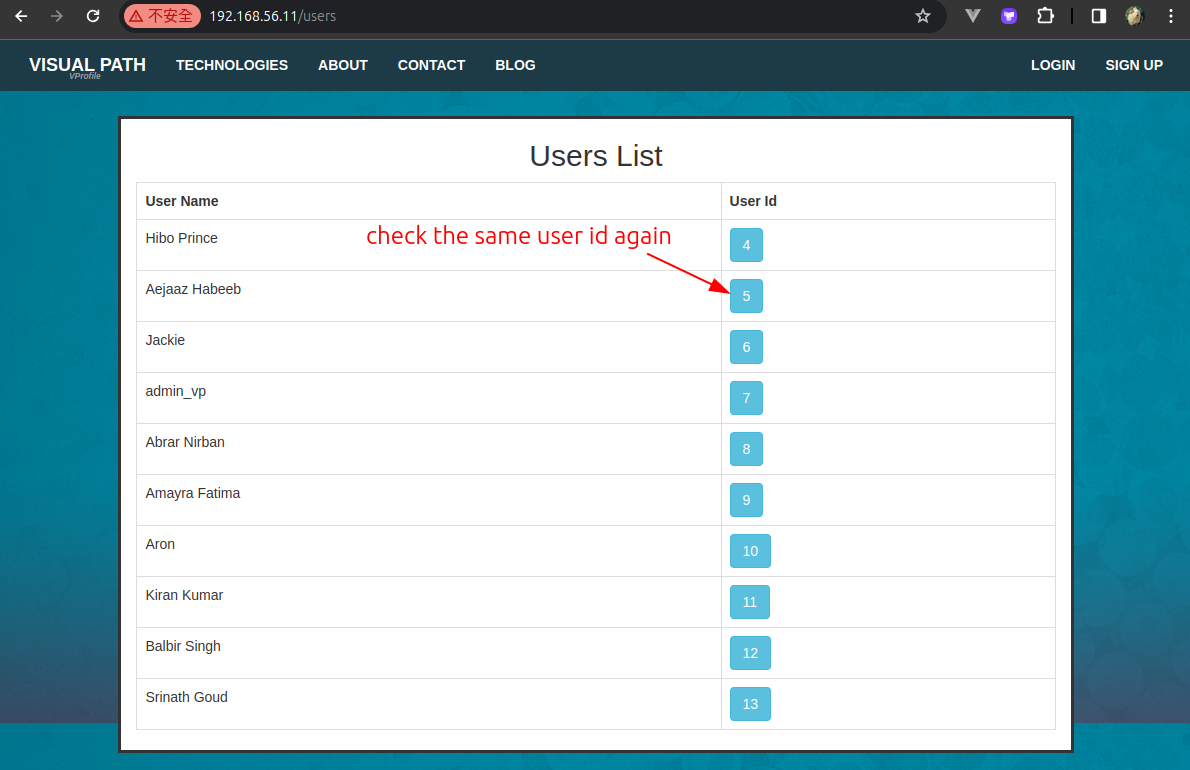 不安全 192.168.56.11/users
VISUAL PATH TECHNOLOGIES ABOUT CONTACT BLOG LOGIN SIGN UP
VProfile
Users List
User Name User Id
Hibo Prince check the same user id again 4
Aejaaz Habeeb 5
Jackie 6
admin_vp 7
Abrar Nirban 8
Amayra Fatima 9
Aron 10
Kiran Kumar 11
Balbir Singh 12
Srinath Goud 13